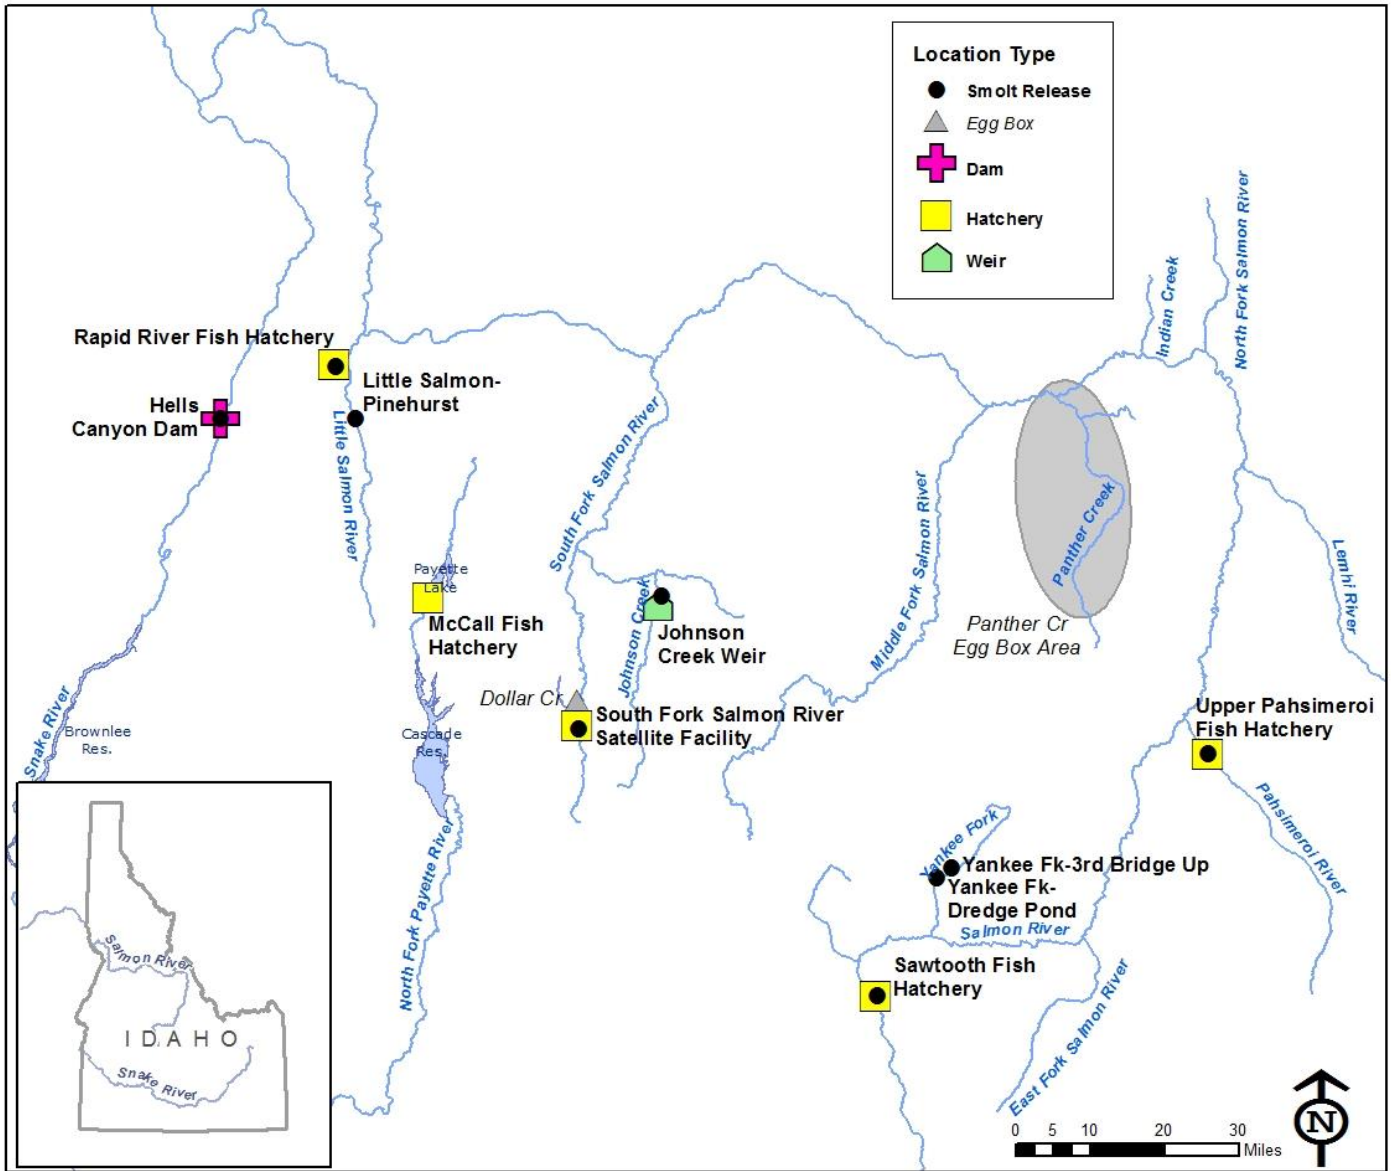 Location Type
Smolt Release
Egg Box
Dam
Hatchery
Weir
North Fork Salmon River
Indian Creek
Rapid River Fish Hatchery
Little Salmon-
Pinehurst
Hells
Canyon Dam
Little Salmon River
South Fork Salmon River
Middle Fork Salmon River
Panther Creek
Lemhi River
Payette
Lake
McCall Fish
Hatchery
Johnson Creek
Johnson
Creek Weir
Panther Cr
Egg Box Area
Dollar Cr
South Fork Salmon River
Satellite Facility
Upper Pahsimeroi
Fish Hatchery
Snake River
Brownlee
Res.
Cascade
Res.
Pahsimeroi River
Yankee Fork
Yankee Fk-3rd Bridge Up
Yankee Fk-
Dredge Pond
Salmon River
North Fork Payette River
Sawtooth Fish
Hatchery
East Fork Salmon River
Salmon River
IDAHO
Snake River
0 5 10 20 30
Miles
N